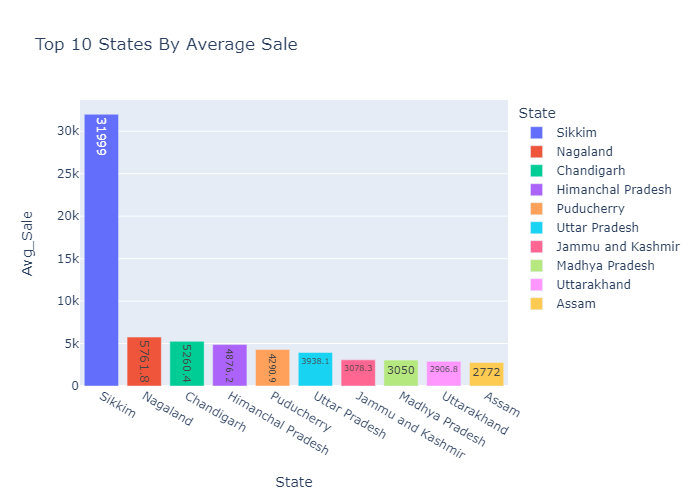 Top 10 States By Average Sale
Avg_Sale
30k
25k
20k
15k
10k
5k
0
31999
5761.8
5260.4
4876.2
4290.9
3938.1
3078.3
3050
2906.8
2772
Sikkim
Nagaland
Chandigarh
Himanchal Pradesh
Puducherry
Uttar Pradesh
Jammu and Kashmir
Madhya Pradesh
Uttarakhand
Assam
State
State
Sikkim
Nagaland
Chandigarh
Himanchal Pradesh
Puducherry
Uttar Pradesh
Jammu and Kashmir
Madhya Pradesh
Uttarakhand
Assam